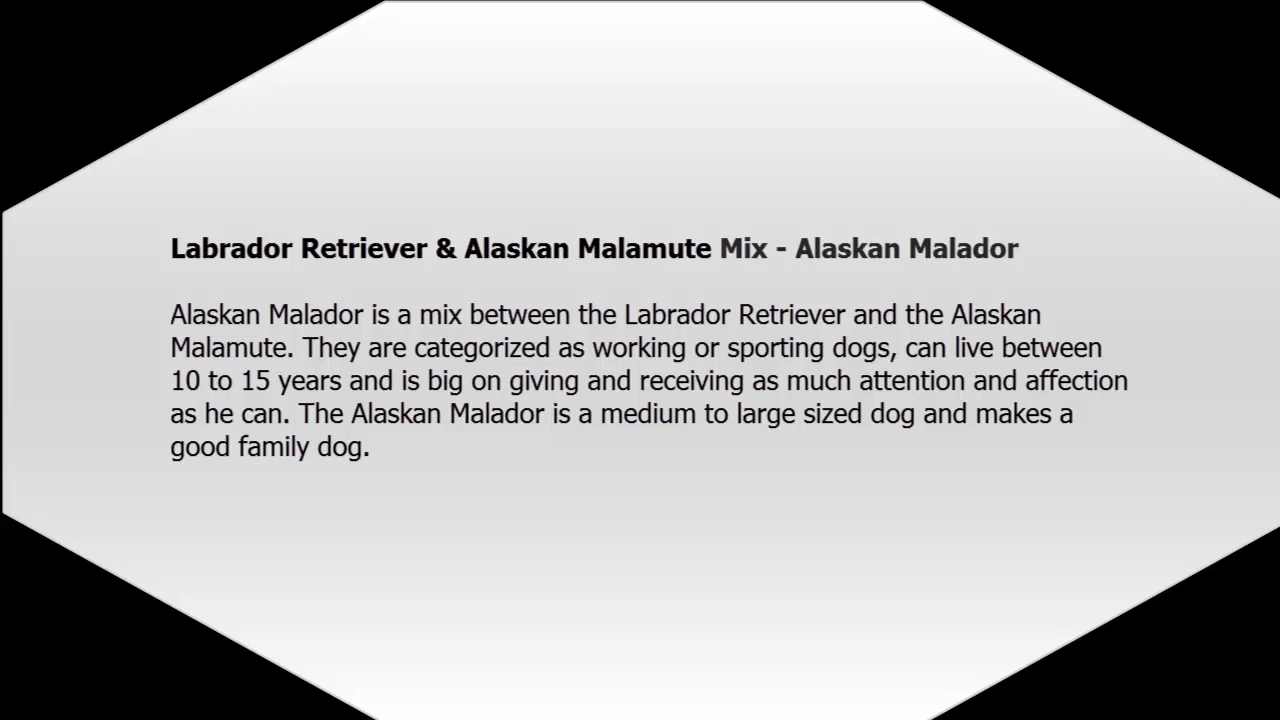 Labrador Retriever & Alaskan Malamute Mix - Alaskan Malador
Alaskan Malador is a mix between the Labrador Retriever and the Alaskan
Malamute. They are categorized as working or sporting dogs, can live between
10 to 15 years and is big on giving and receiving as much attention and affection
as he can. The Alaskan Malador is a medium to large sized dog and makes a
good family dog.